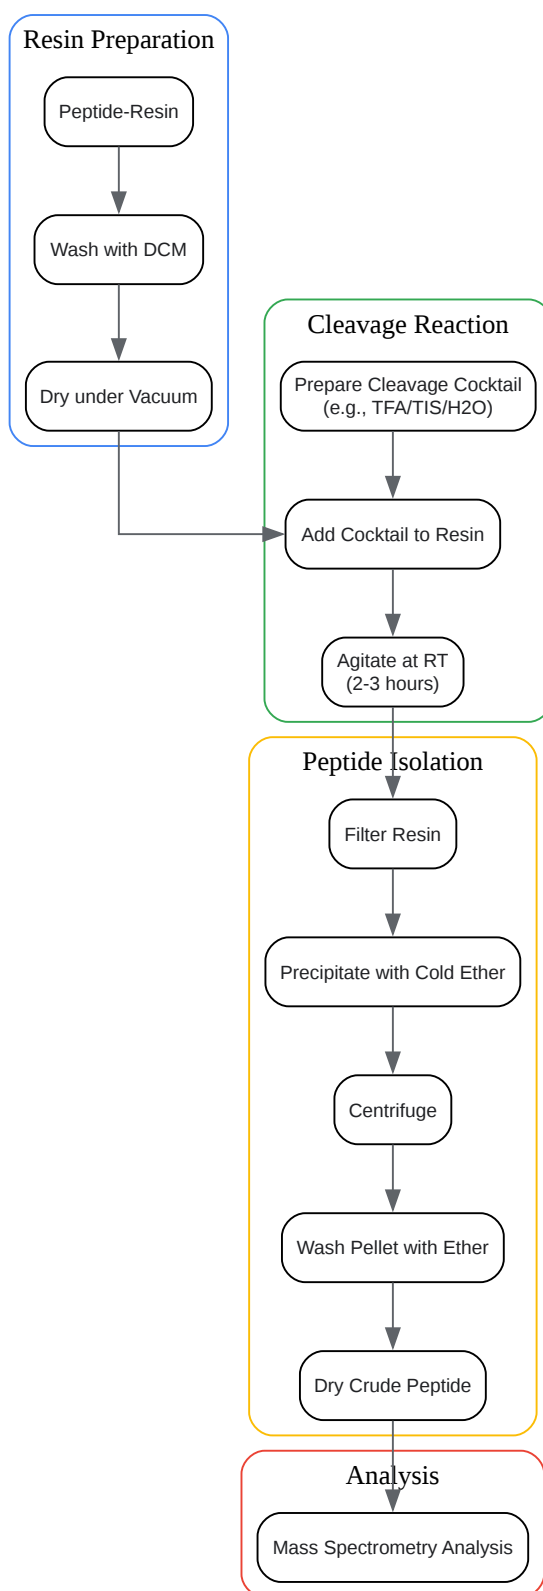 Resin Preparation
Peptide-Resin
Wash with DCM
Dry under Vacuum
Cleavage Reaction
Prepare Cleavage Cocktail
(e.g., TFA/TIS/H2O)
Add Cocktail to Resin
Agitate at RT
(2-3 hours)
Peptide Isolation
Filter Resin
Precipitate with Cold Ether
Centrifuge
Wash Pellet with Ether
Dry Crude Peptide
Analysis
Mass Spectrometry Analysis